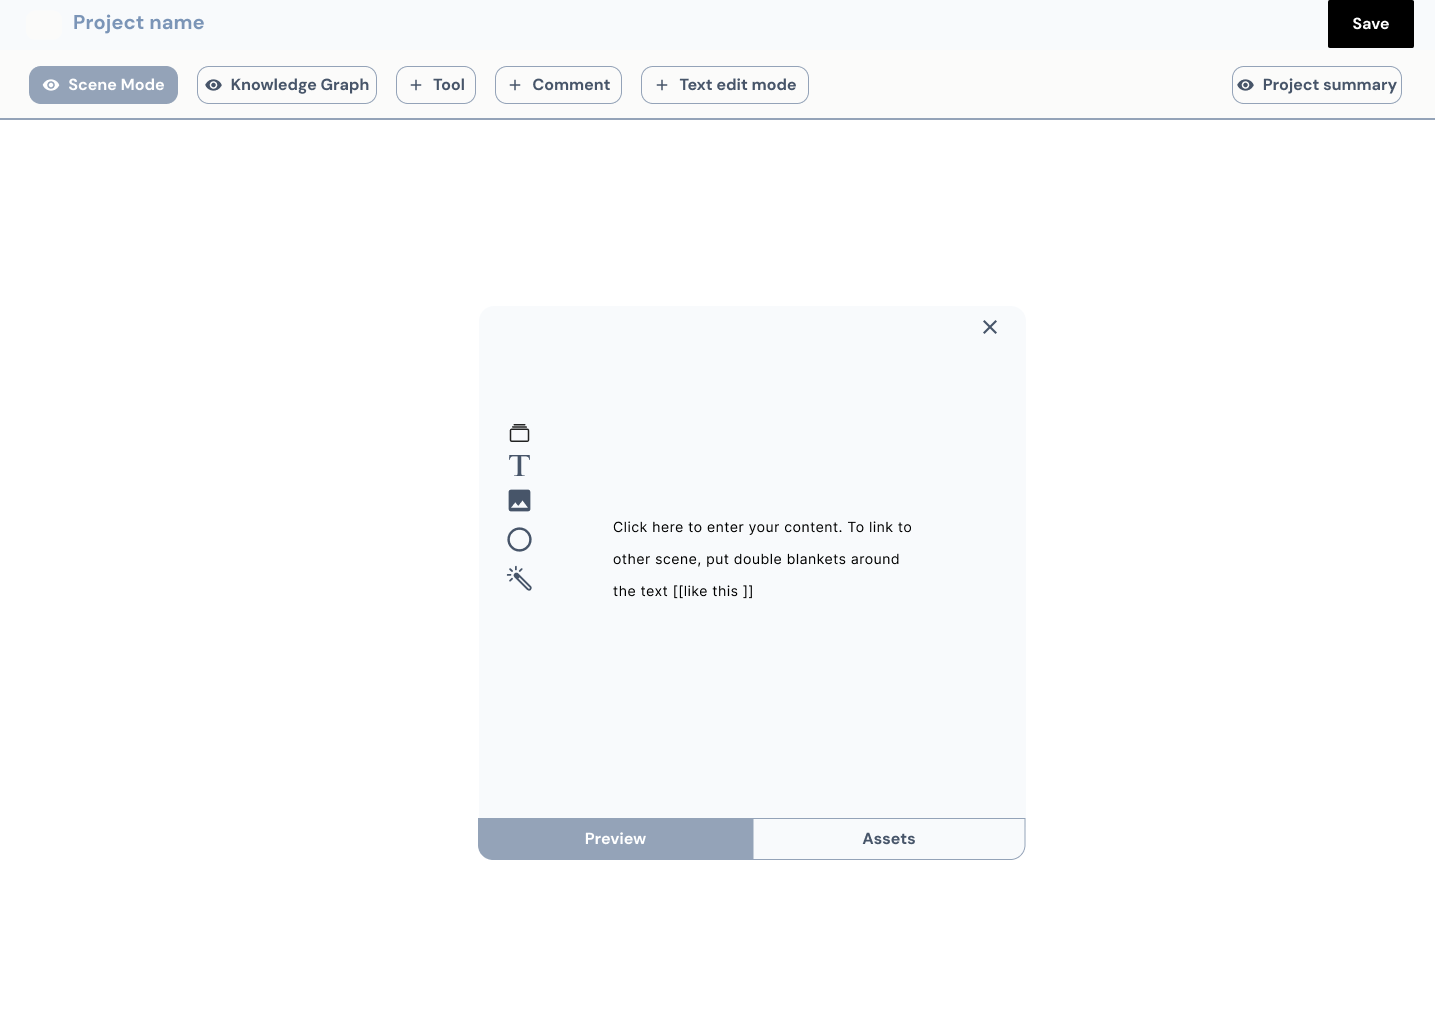 Project name
Save
Scene Mode
Knowledge Graph
Tool
Comment
Text edit mode
Project summary
T
Click here to enter your content. To link to
other scene, put double blankets around
the text [[like this ]]
Preview
Assets